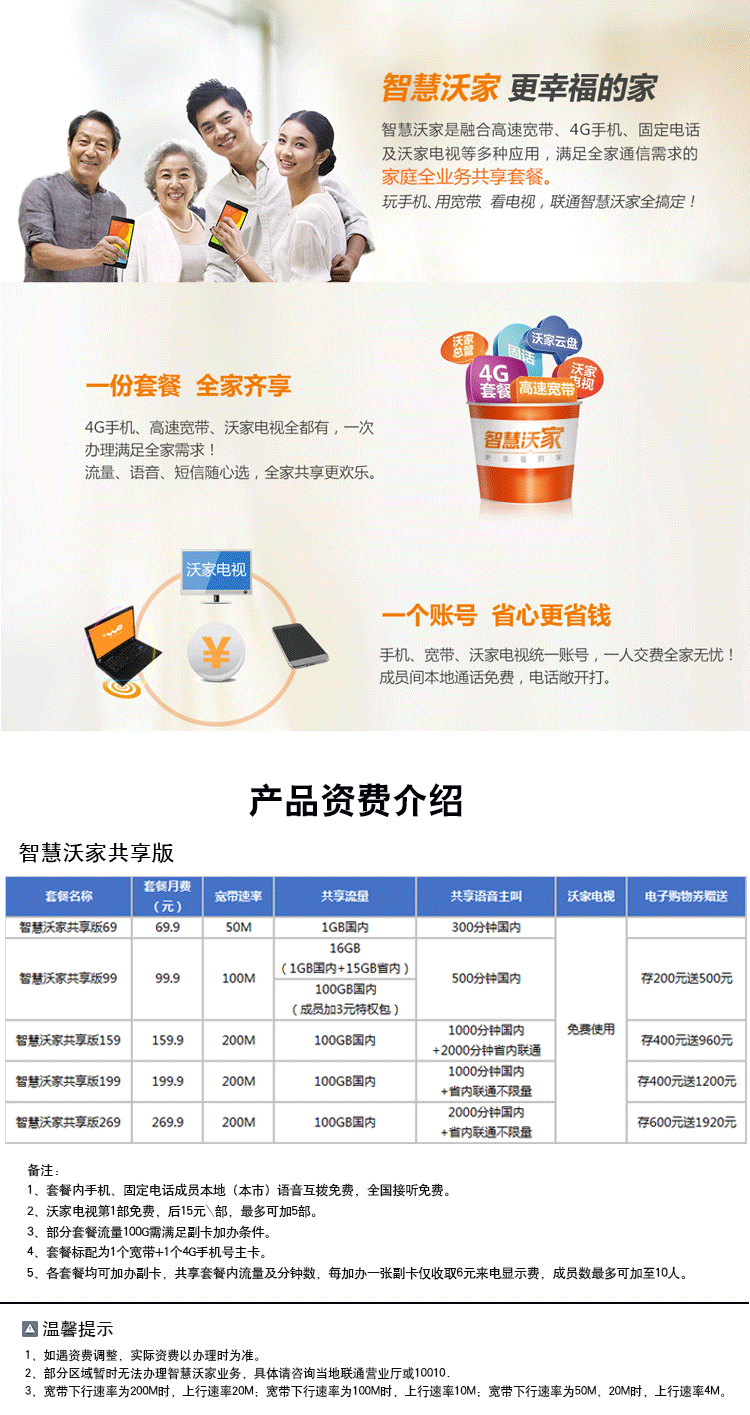 智慧沃家 更幸福的家
智慧沃家是融合高速宽带、4G手机、固定电话
及沃家电视等多种应用，满足全家通信需求的
家庭全业务共享套餐。
玩手机、用宽带 看电视，联通智慧沃家全搞定！
沃家
总管
固话
沃家云盘
4G
套餐
高速宽带
沃家
电视
智慧沃家
更幸福的家
一份套餐 全家齐享
4G手机、高速宽带、沃家电视全都有，一次
办理满足全家需求！
流量、语音、短信随心选，全家共享更欢乐。
沃家电视
¥
一个账号 省心更省钱
手机、宽带、沃家电视统一账号，一人交费全家无忧！
成员间本地通话免费，电话敞开打。
产品资费介绍
智慧沃家共享版
套餐名称 套餐月费（元） 宽带速率 共享流量 共享语音主叫 沃家电视 电子购物券赠送
智慧沃家共享版69 69.9 50M 1GB国内 300分钟国内
智慧沃家共享版99 99.9 100M 16GB（1GB国内+15GB省内） 500分钟国内 存200元送500元
100GB国内（成员加3元特权包）
免费使用
智慧沃家共享版159 159.9 200M 100GB国内 1000分钟国内+2000分钟省内联通 存400元送960元
智慧沃家共享版199 199.9 200M 100GB国内 1000分钟国内+省内联通不限量 存400元送1200元
智慧沃家共享版269 269.9 200M 100GB国内 2000分钟国内+省内联通不限量 存600元送1920元
备注：
1、套餐内手机、固定电话成员本地（本市）语音互拨免费，全国接听免费。
2、沃家电视第1部免费，后15元\部，最多可加5部。
3、部分套餐流量100G需满足副卡加办条件。
4、套餐标配为1个宽带+1个4G手机号主卡。
5、各套餐均可加办副卡，共享套餐内流量及分钟数，每加办一张副卡仅收取6元来电显示费，成员数最多可加至10人。
温馨提示
1、如遇资费调整，实际资费以办理时为准。
2、部分区域暂时无法办理智慧沃家业务，具体请咨询当地联通营业厅或10010.
3、宽带下行速率为200M时，上行速率20M；宽带下行速率为100M时，上行速率10M；宽带下行速率为50M、20M时，上行速率4M。